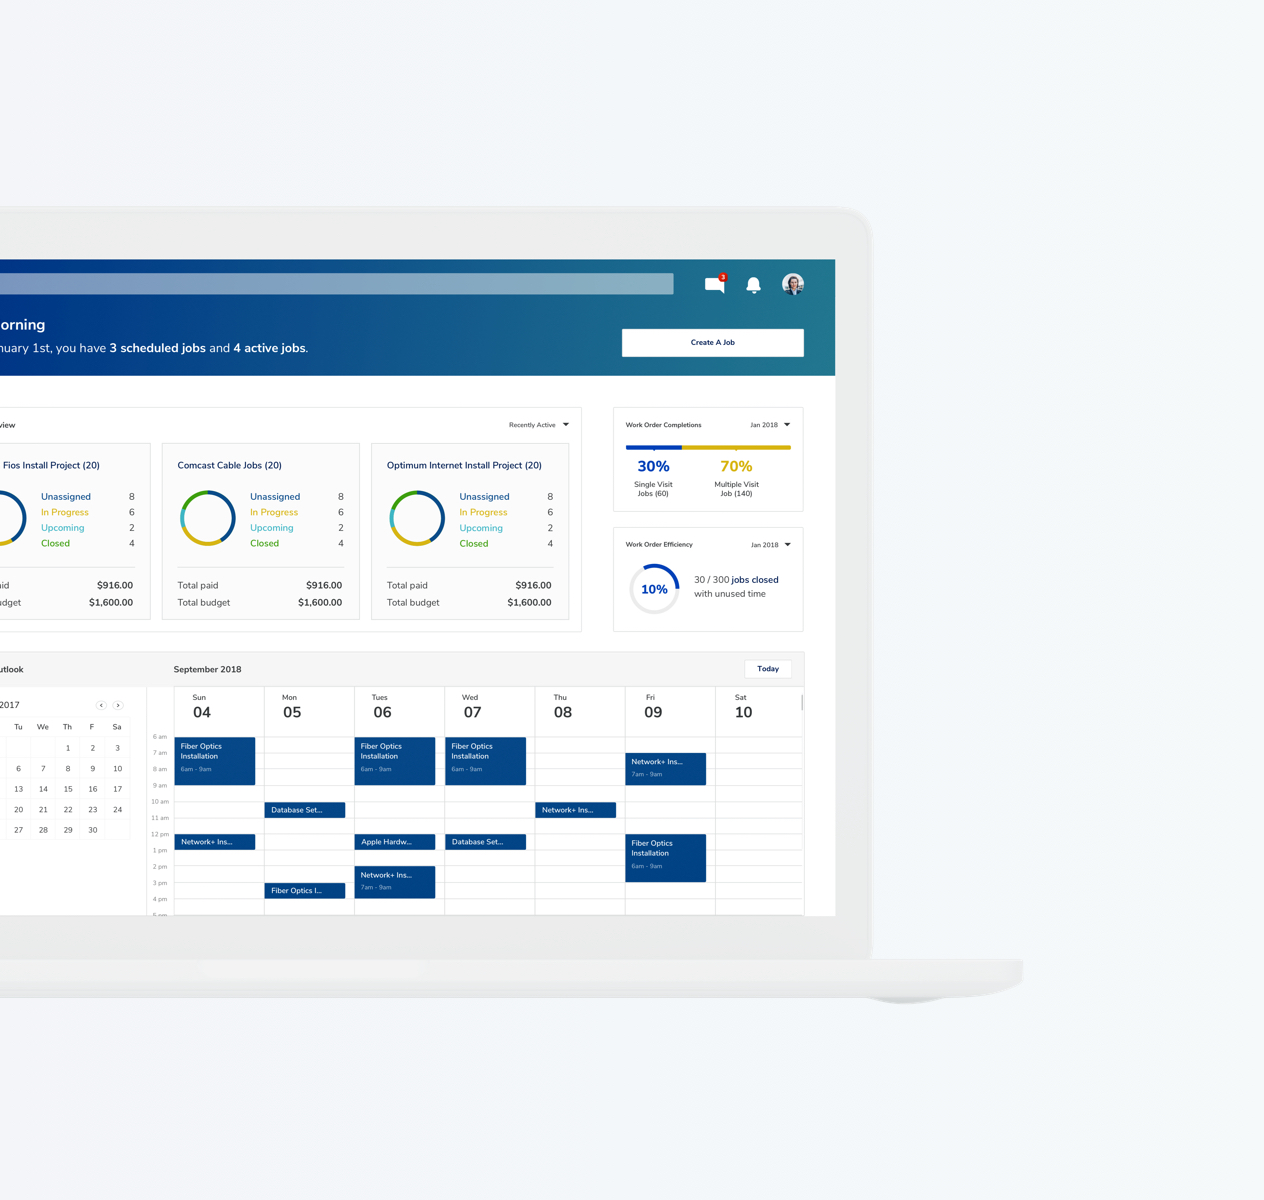 3
orning
nuary 1st, you have 3 scheduled jobs and 4 active jobs.
Create A Job
view
Recently Active
Fios Install Project (20)
Unassigned 8
In Progress 6
Upcoming 2
Closed 4
aid $916.00
udget $1,600.00
Comcast Cable Jobs (20)
Unassigned 8
In Progress 6
Upcoming 2
Closed 4
Total paid $916.00
Total budget $1,600.00
Optimum Internet Install Project (20)
Unassigned 8
In Progress 6
Upcoming 2
Closed 4
Total paid $916.00
Total budget $1,600.00
Work Order Completions Jan 2018
30% 70%
Single Visit
Jobs (60)
Multiple Visit
Job (140)
Work Order Efficiency Jan 2018
10%
30 / 300 jobs closed
with unused time
utlook
September 2018
Today
2017
Tu We Th F Sa
1 2 3
6 7 8 9 10
13 14 15 16 17
20 21 22 23 24
27 28 29 30
Sun Mon Tues Wed Thu Fri Sat
04 05 06 07 08 09 10
6 am
7 am
8 am
9 am
10 am
11 am
12 pm
1 pm
2 pm
3 pm
4 pm
5 pm
Fiber Optics
Installation
6am - 9am
Network+ Ins...
Database Set...
Fiber Optics I...
Fiber Optics
Installation
6am - 9am
Apple Hardw...
Network+ Ins...
7am - 9am
Fiber Optics
Installation
6am - 9am
Database Set...
Network+ Ins...
Network+ Ins...
7am - 9am
Fiber Optics
Installation
6am - 9am